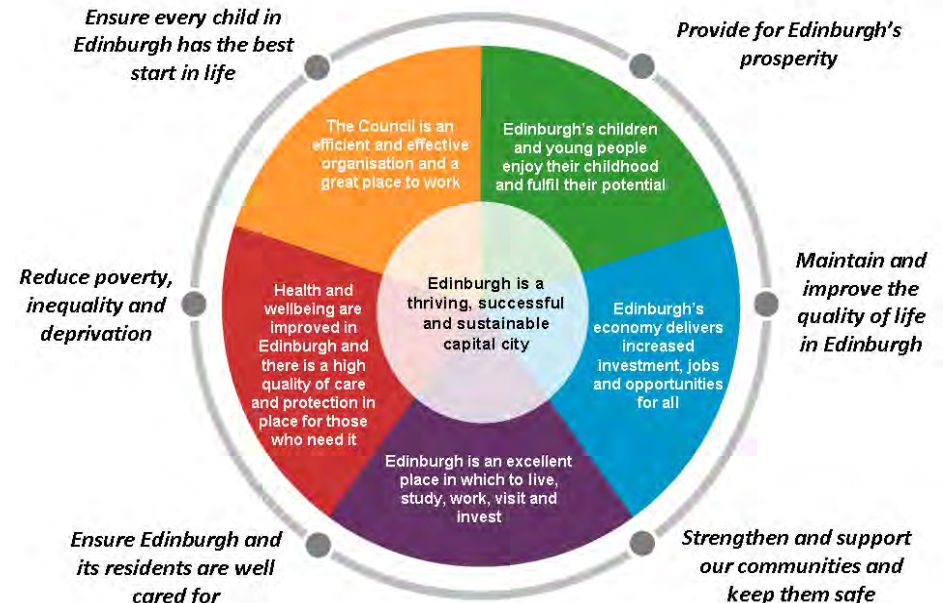 Ensure every child in
Edinburgh has the best
start in life
Provide for Edinburgh's
prosperity
The Council is an
efficient and effective
organisation and a
great place to work
Edinburgh's children
and young people
enjoy their childhood
and fulfil their potential
Reduce poverty,
inequality and
deprivation
Health and
wellbeing are
improved in
Edinburgh and
there is a high
quality of care
and protection in
place for those
who need it
Edinburgh is a
thriving, successful
and sustainable
capital city
Edinburgh's
economy delivers
increased
investment, jobs
and opportunities
for all
Maintain and
improve the
quality of life
in Edinburgh
Edinburgh is an excellent
place in which to live,
study, work, visit and
invest
Ensure Edinburgh and
its residents are well
cared for
Strengthen and support
our communities and
keep them safe